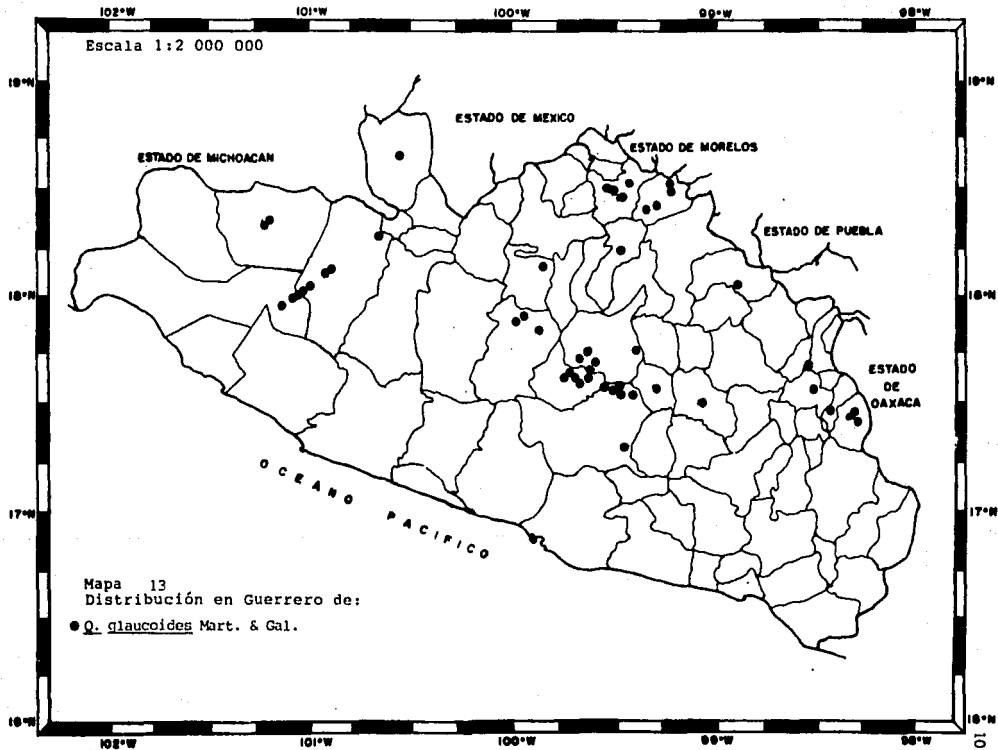 102°W 101°W 100°W 99°W 98°W
Escala 1:2 000 000
19°N 19°N
ESTADO DE MEXICO
ESTADO DE MORELOS
ESTADO DE MICHOACAN
ESTADO DE PUEBLA
18°N 18°N
ESTADO
DE
OAXACA
OCEANO PACIFICO
17°N 17°N
Mapa 13
Distribución en Guerrero de:
Q. glaucoides Mart. & Gal.
102°W 101°W 100°W 99°W 98°W
10